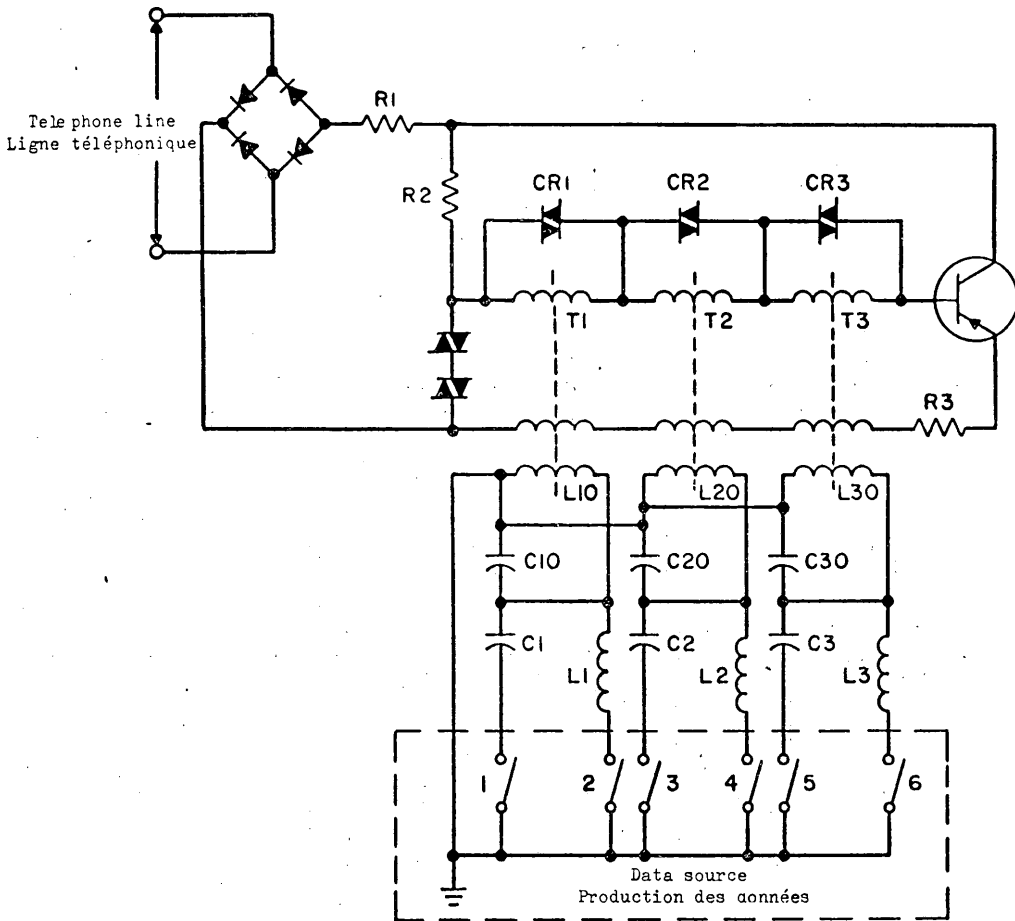 Telephone line
Ligne téléphonique
R1
R2
CR1
CR2
CR3
T1
T2
T3
R3
L10
L20
L30
C10
C20
C30
C1
L1
C2
L2
C3
L3
1
2
3
4
5
6
Data source
Production des données